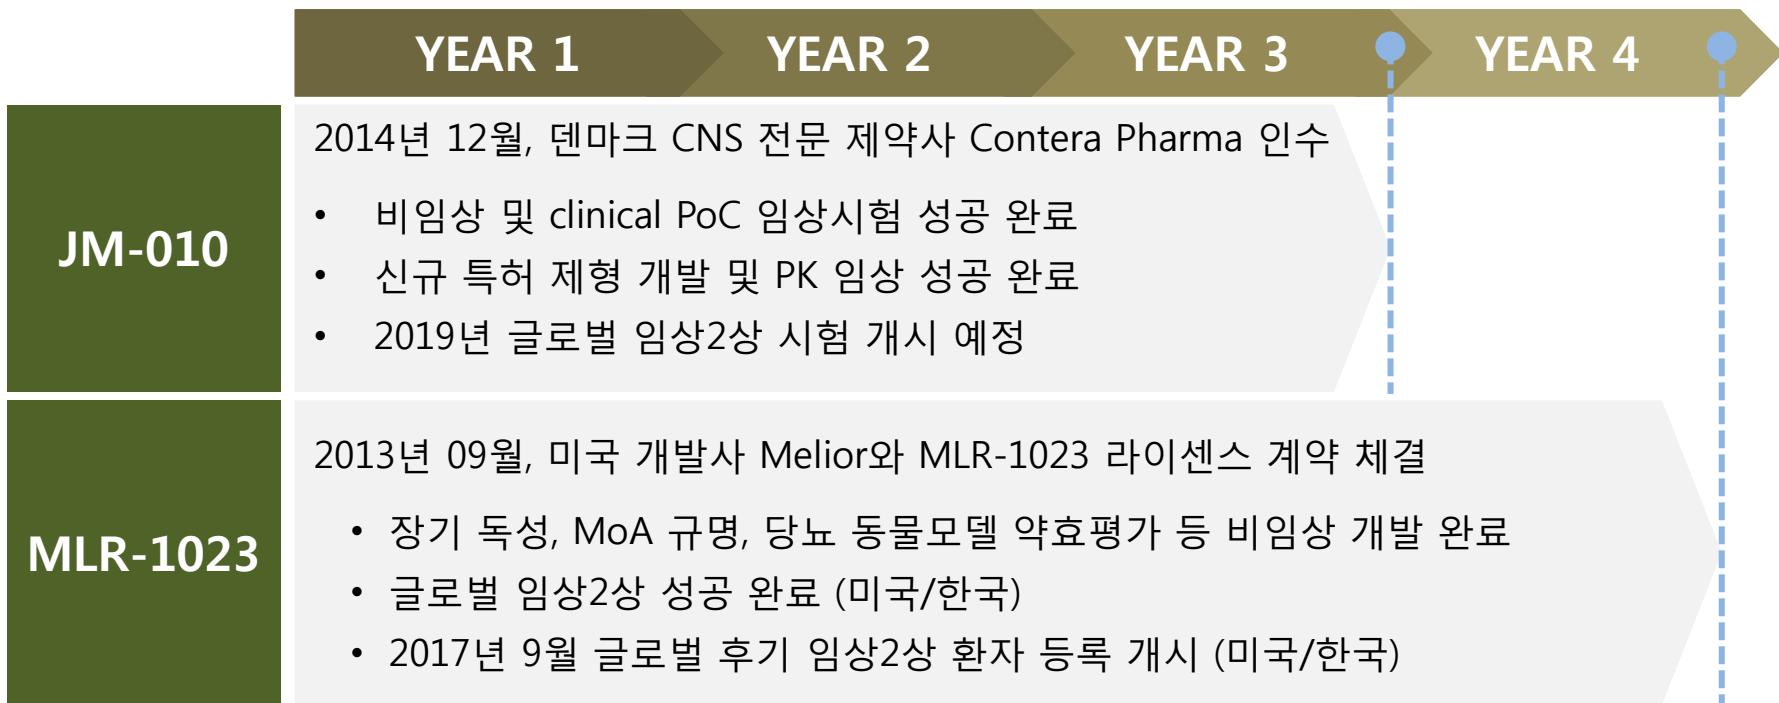 YEAR 1 YEAR 2 YEAR 3 YEAR 4
JM-010
2014년 12월, 덴마크 CNS 전문 제약사 Contera Pharma 인수
• 비임상 및 clinical PoC 임상시험 성공 완료
• 신규 특허 제형 개발 및 PK 임상 성공 완료
• 2019년 글로벌 임상2상 시험 개시 예정
MLR-1023
2013년 09월, 미국 개발사 Melior와 MLR-1023 라이센스 계약 체결
• 장기 독성, MoA 규명, 당뇨 동물모델 약효평가 등 비임상 개발 완료
• 글로벌 임상2상 성공 완료 (미국/한국)
• 2017년 9월 글로벌 후기 임상2상 환자 등록 개시 (미국/한국)